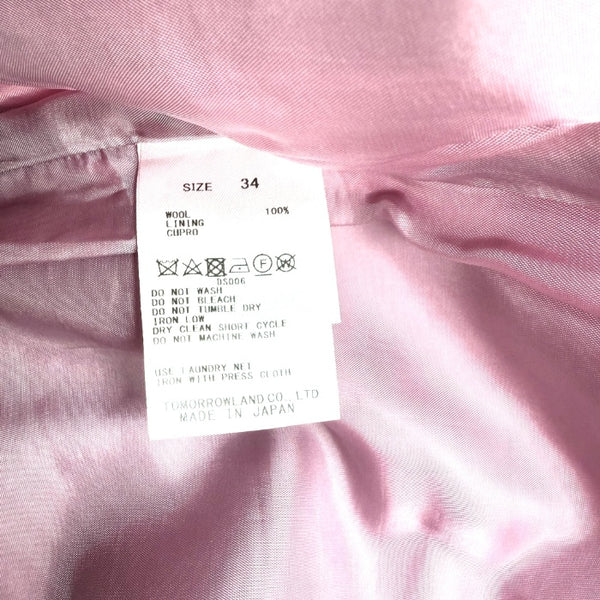 SIZE 34
WOOL 100%
LINING
CUPRO
DS006
DO NOT WASH
DO NOT BLEACH
DO NOT TUMBLE DRY
IRON LOW
DRY CLEAN SHORT CYCLE
DO NOT MACHINE WASH
USE LAUNDRY NET
IRON WITH PRESS CLOTH
TOMORROWLAND CO., LTD
MADE IN JAPAN